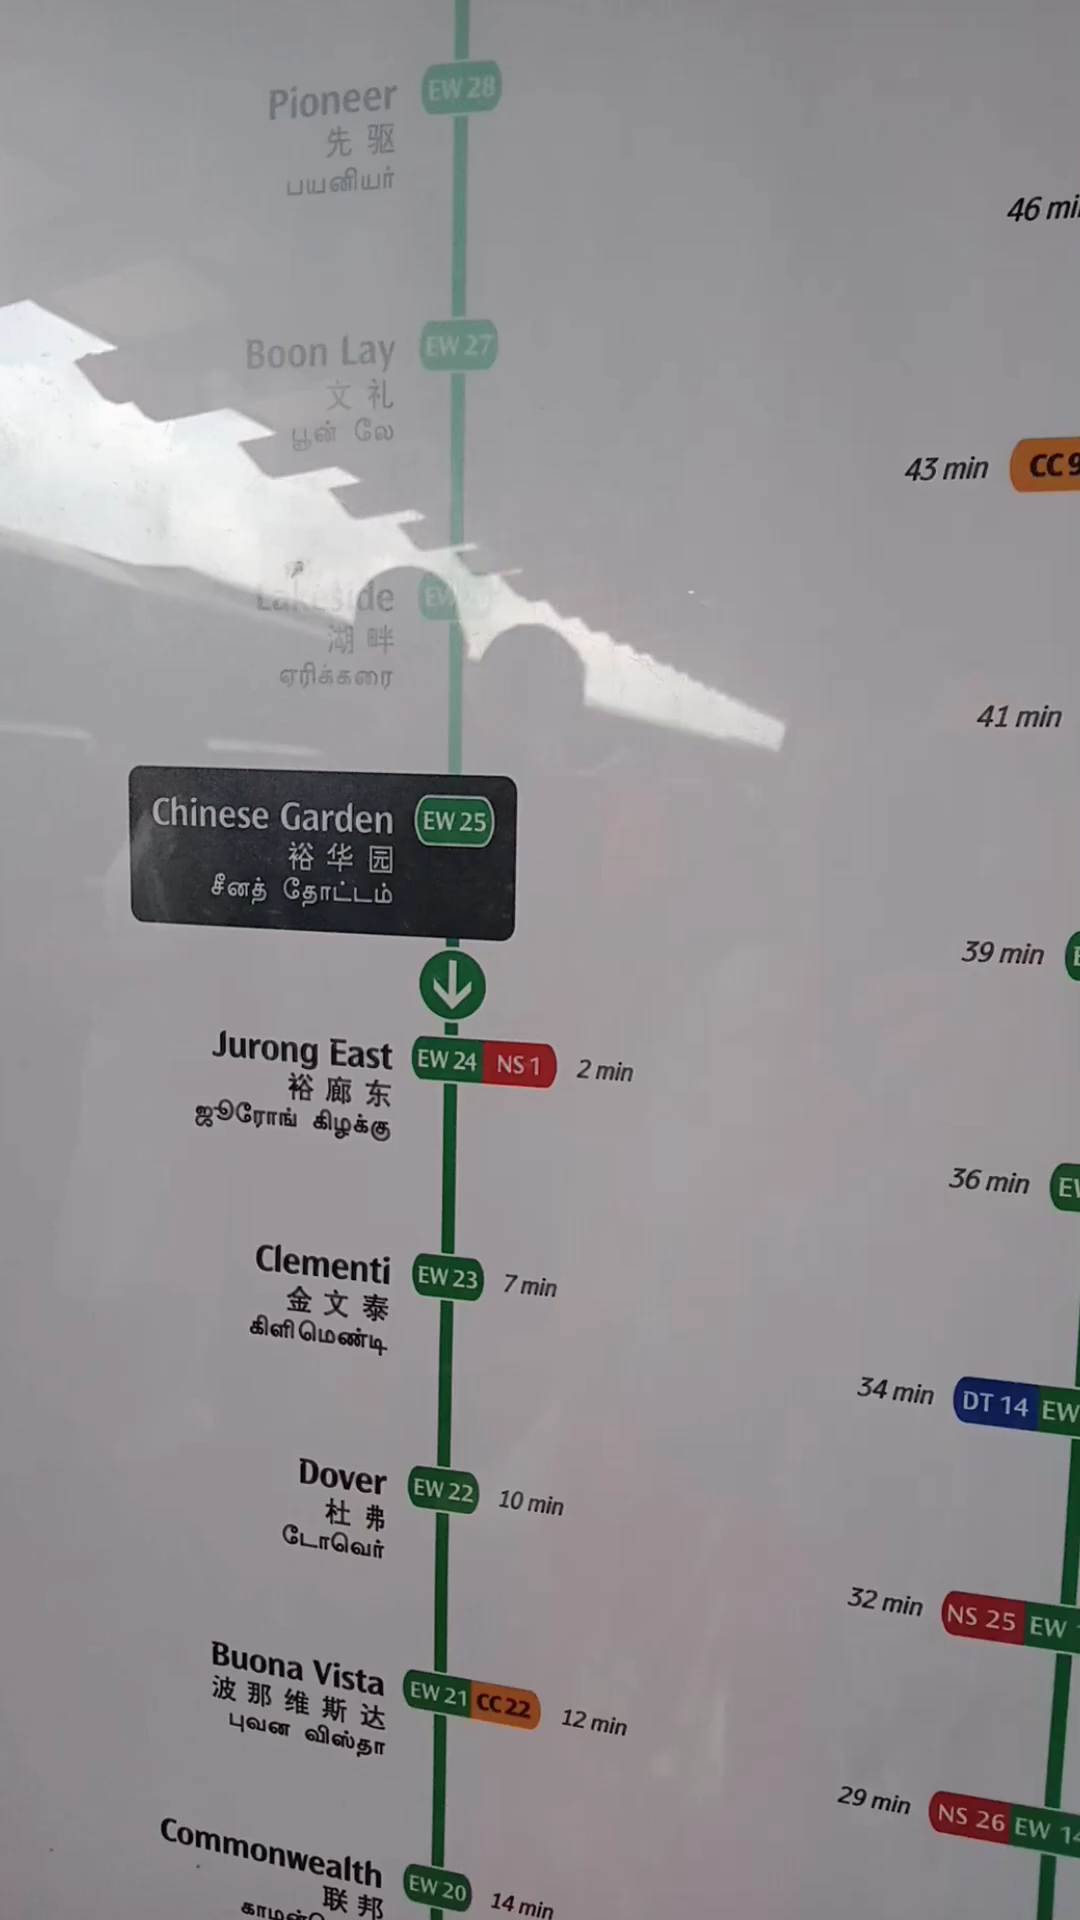 Pioneer EW 28
先驱
பயனியர்
Boon Lay EW 27
文礼
பூன் லே
Lakeside
湖畔
ஏரிக்கரை
Chinese Garden EW 25
裕华园
சீனத் தோட்டம்
Jurong East EW 24 NS 1 2 min
裕廊东
ஜூரோங் கிழக்கு
Clementi EW 23 7 min
金文泰
கிளிமெண்டி
Dover EW 22 10 min
杜弗
டோவெர்
Buona Vista EW 21 CC 22 12 min
波那维斯达
புவன விஸ்தா
Commonwealth EW 20 14 min
联邦
46 min
43 min CC 9
41 min
39 min
36 min
34 min DT 14 EW
32 min NS 25 EW
29 min NS 26 EW 14